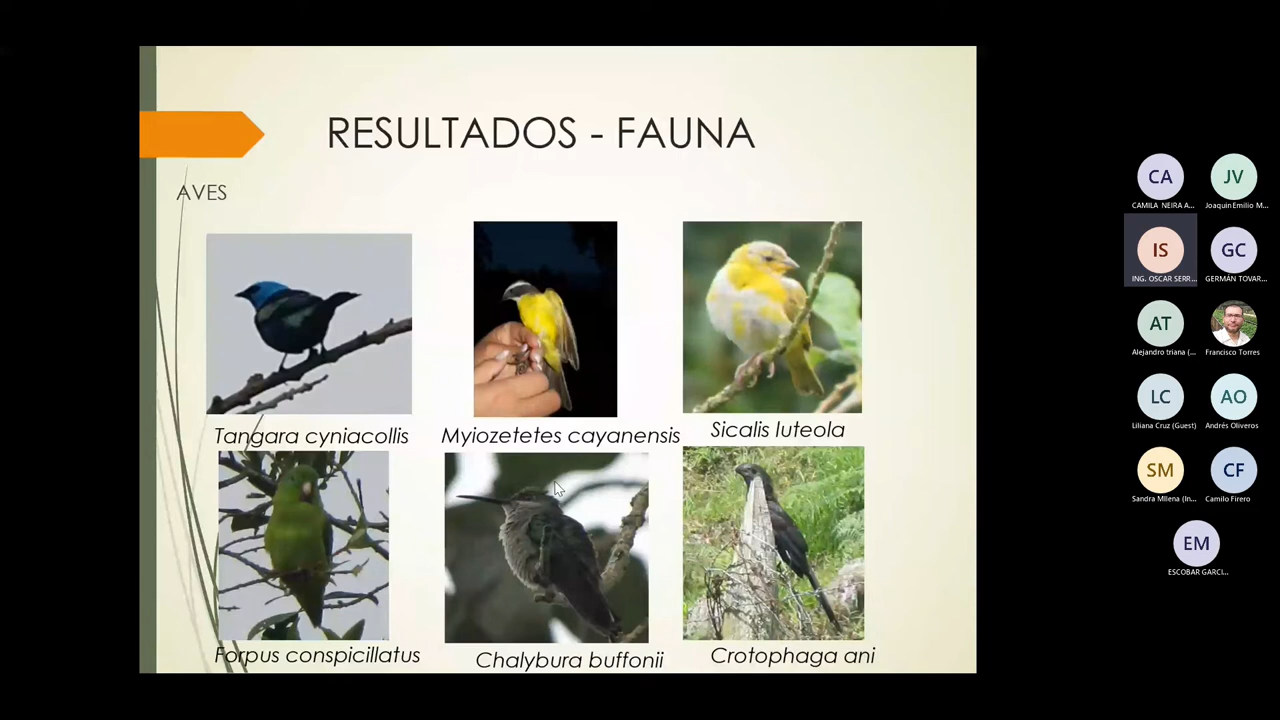 RESULTADOS - FAUNA
AVES
Tangara cyniacollis
Myiozetetes cayanensis
Sicalis luteola
Forpus conspicillatus
Chalybura buffonii
Crotophaga ani
CA
CAMILA NEIRA A...
JV
Joaquin Emilio M...
IS
ING. OSCAR SERR...
GC
GERMÁN TOVAR...
AT
Alejandro triana (...
Francisco Torres
LC
Liliana Cruz (Guest)
AO
Andrés Oliveros
SM
Sandra MIlena (In...
CF
Camilo Firero
EM
ESCOBAR GARCI...